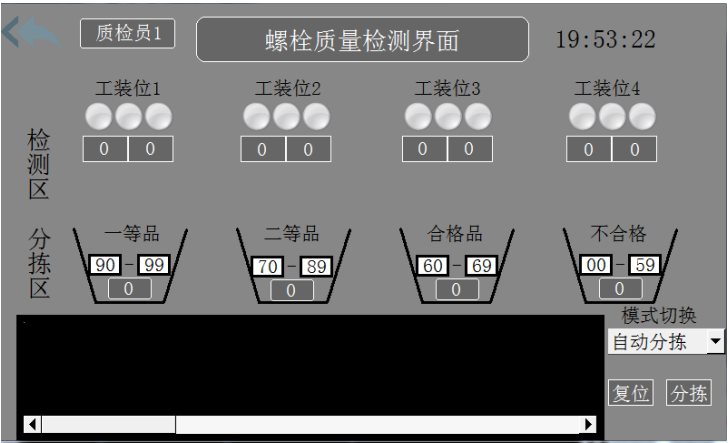 质检员1 螺栓质量检测界面 19:53:22
工装位1 工装位2 工装位3 工装位4
检测区
0 0 0 0 0 0 0 0
分拣区
一等品 二等品 合格品 不合格
90 - 99 70 - 89 60 - 69 00 - 59
0 0 0 0
模式切换
自动分拣
复位 分拣